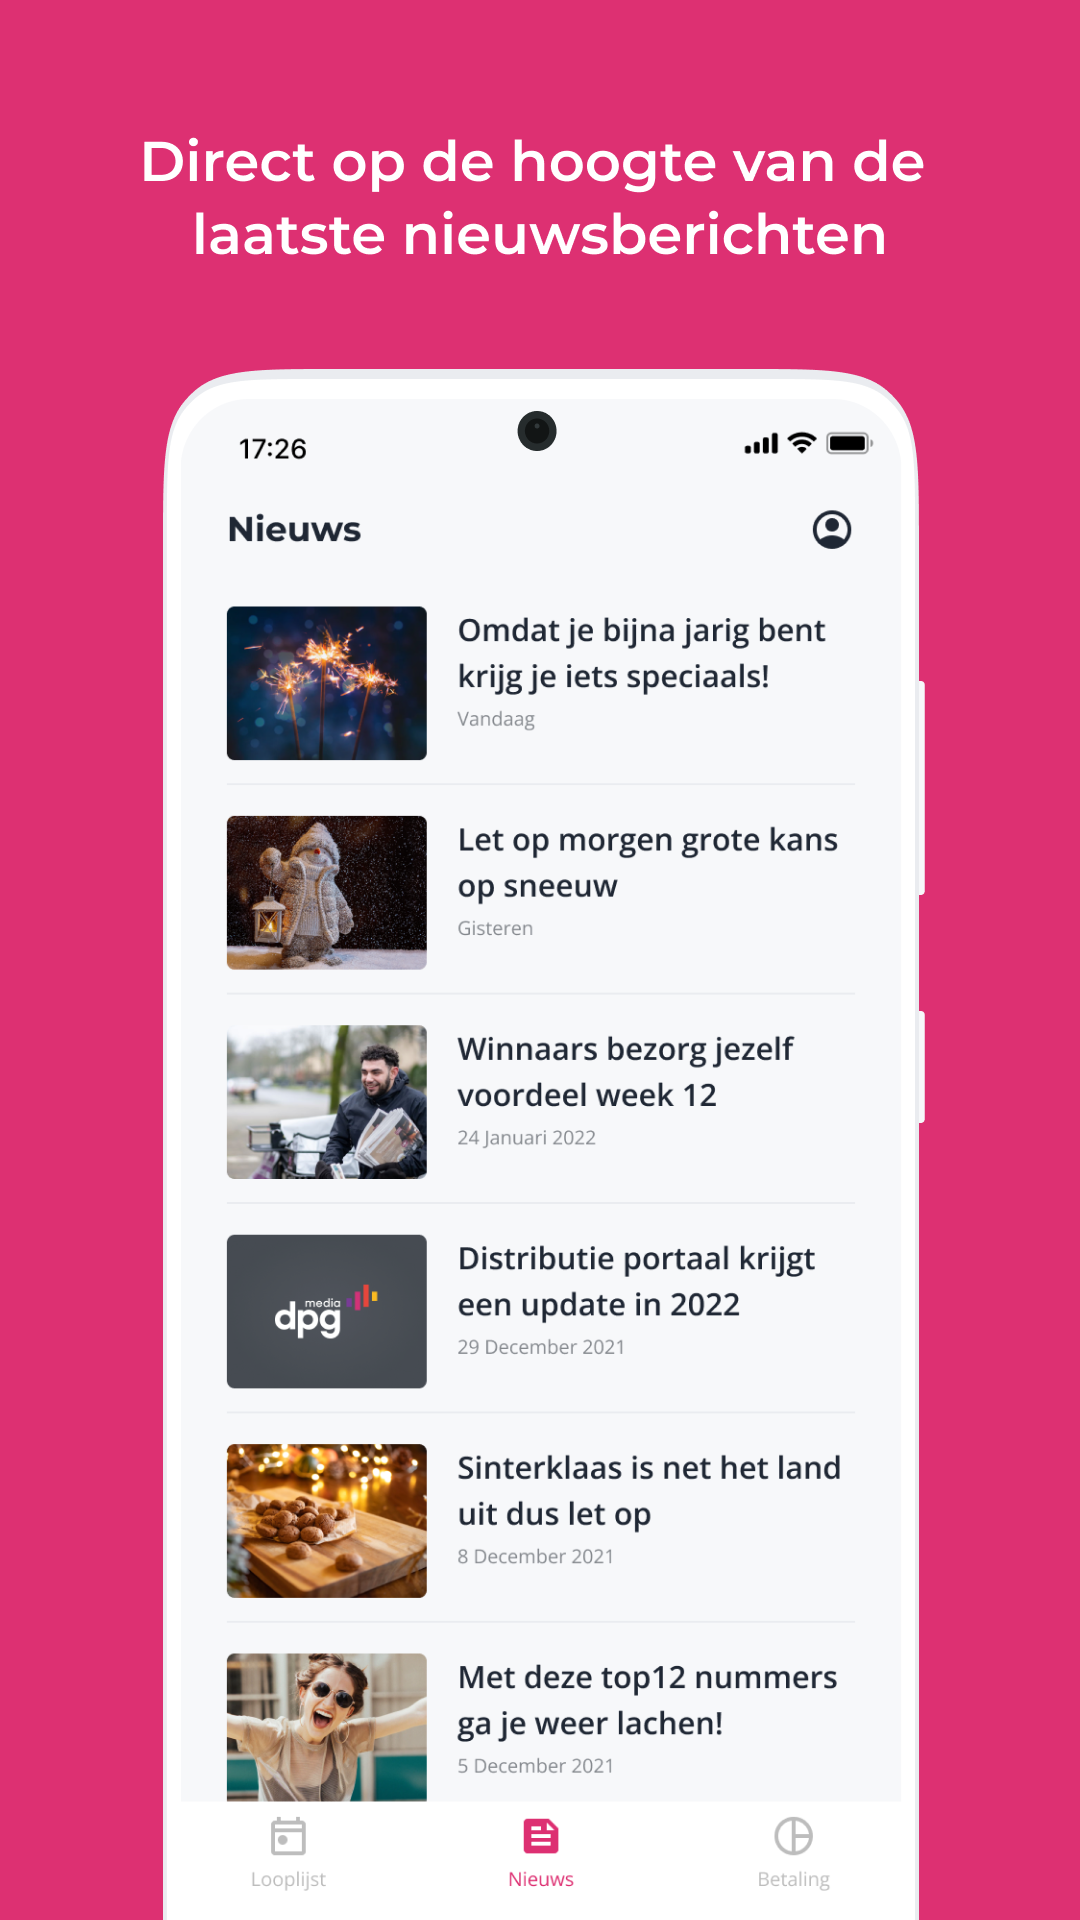 Direct op de hoogte van de
laatste nieuwsberichten
17:26
Nieuws
Omdat je bijna jarig bent
krijg je iets speciaals!
Vandaag
Let op morgen grote kans
op sneeuw
Gisteren
Winnaars bezorg jezelf
voordeel week 12
24 Januari 2022
media
dpg
Distributie portaal krijgt
een update in 2022
29 December 2021
Sinterklaas is net het land
uit dus let op
8 December 2021
Met deze top12 nummers
ga je weer lachen!
5 December 2021
Looplijst
Nieuws
Betaling